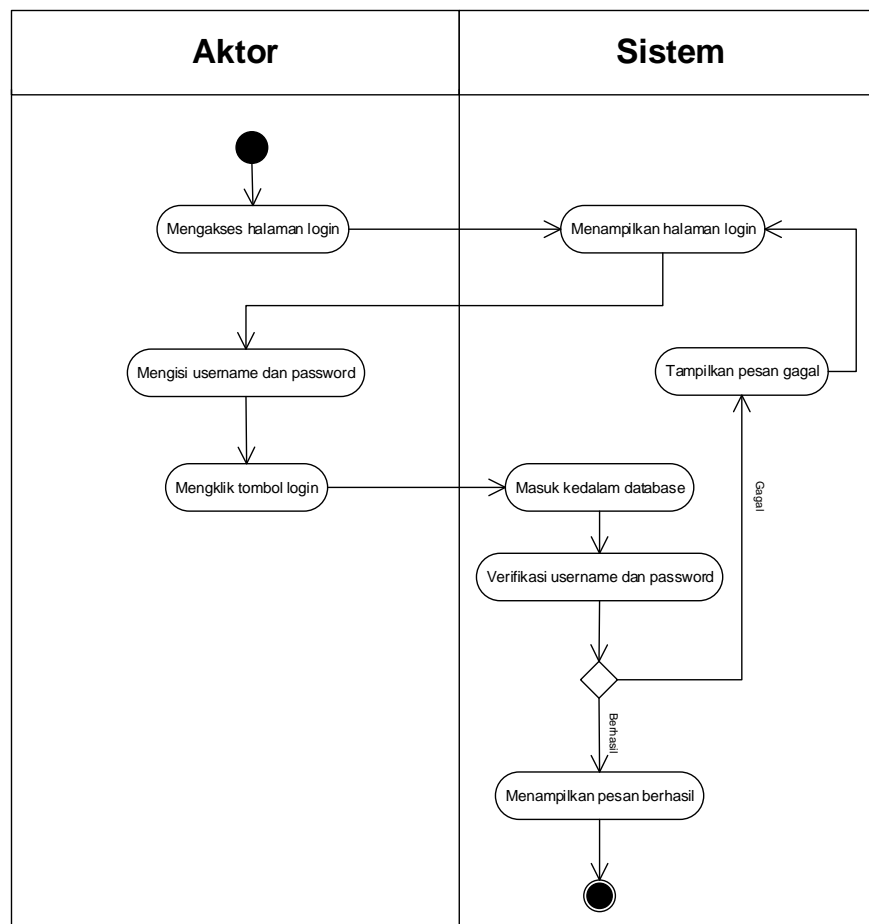 Aktor
Sistem
Mengakses halaman login
Menampilkan halaman login
Mengisi username dan password
Tampilkan pesan gagal
Mengklik tombol login
Masuk kedalam database
Gagal
Verifikasi username dan password
Berhasil
Menampilkan pesan berhasil